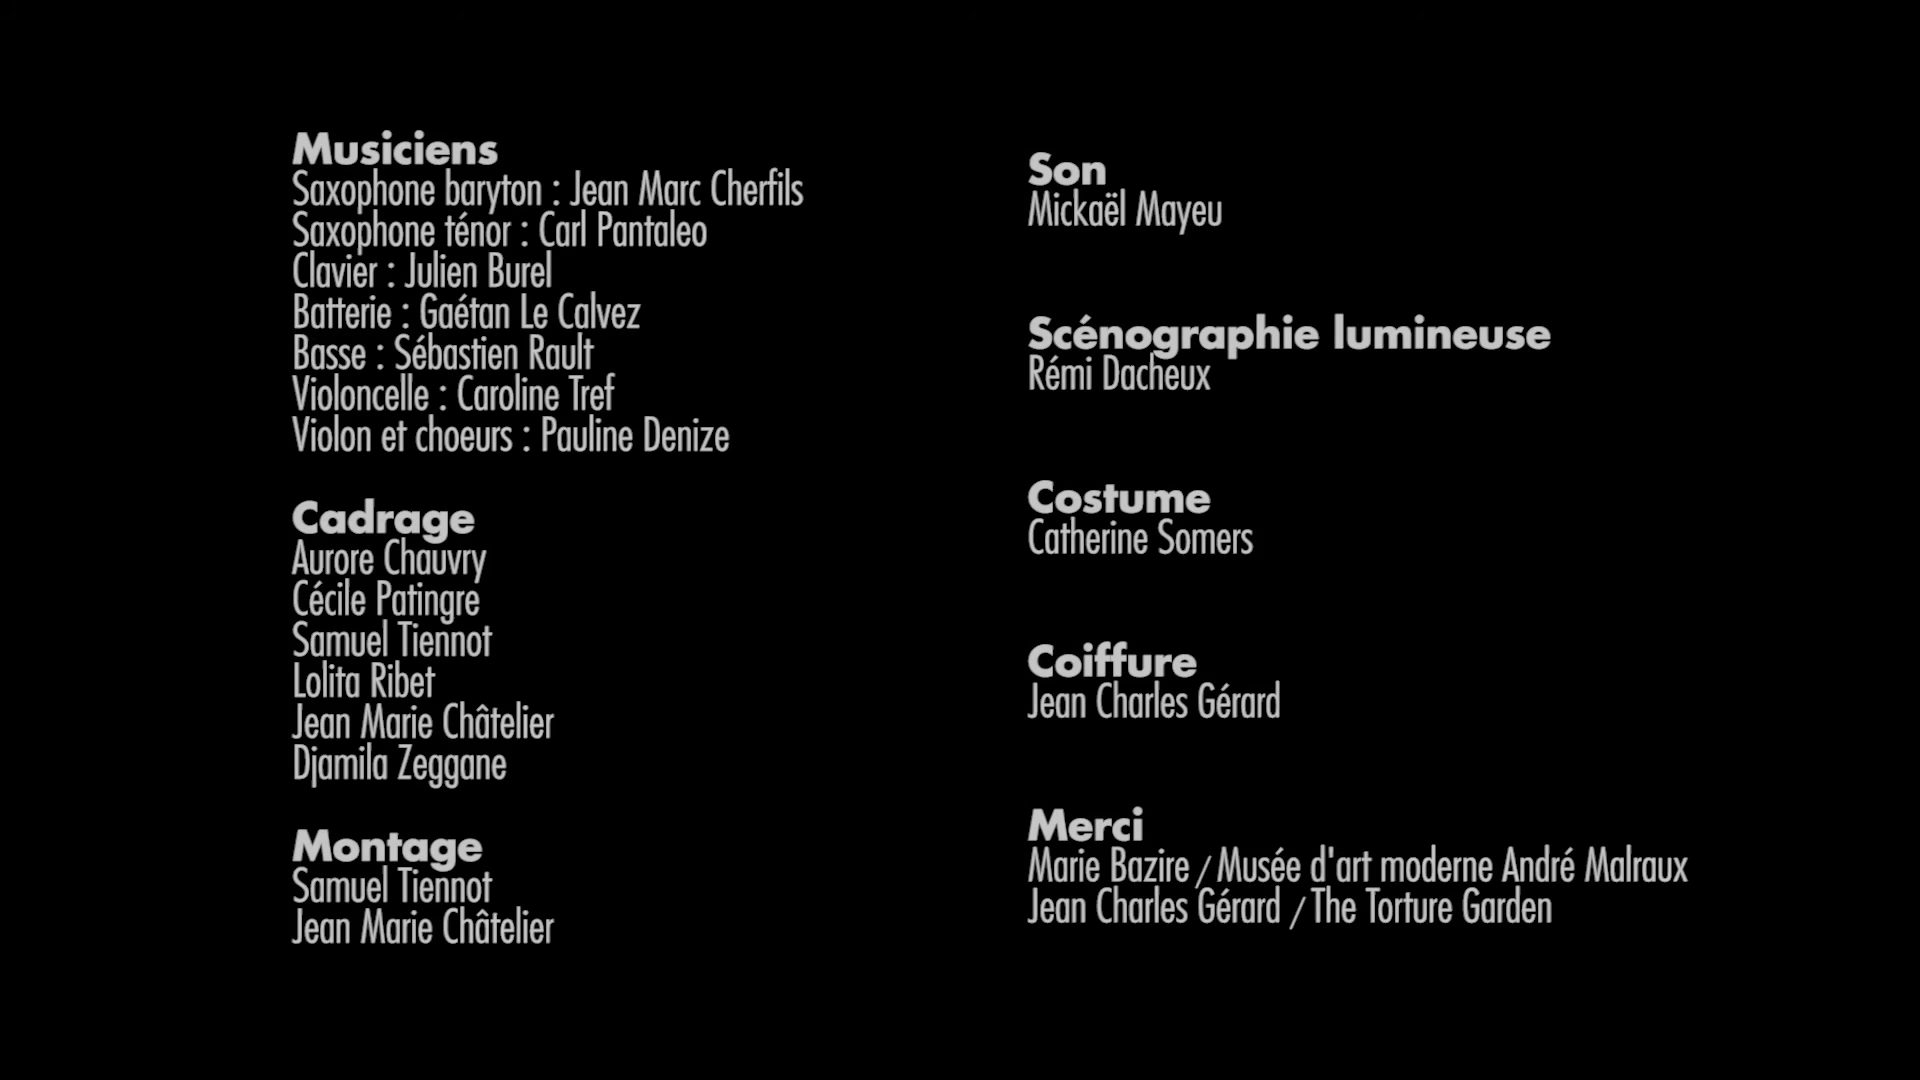 Musiciens
Saxophone baryton : Jean Marc Cherfils
Saxophone ténor : Carl Pantaleo
Clavier : Julien Burel
Batterie : Gaétan Le Calvez
Basse : Sébastien Rault
Violoncelle : Caroline Tref
Violon et choeurs : Pauline Denize
Cadrage
Aurore Chauvry
Cécile Patingre
Samuel Tiennot
Lolita Ribet
Jean Marie Châtelier
Djamila Zeggane
Montage
Samuel Tiennot
Jean Marie Châtelier
Son
Mickaël Mayeu
Scénographie lumineuse
Rémi Dacheux
Costume
Catherine Somers
Coiffure
Jean Charles Gérard
Merci
Marie Bazire / Musée d'art moderne André Malraux
Jean Charles Gérard / The Torture Garden